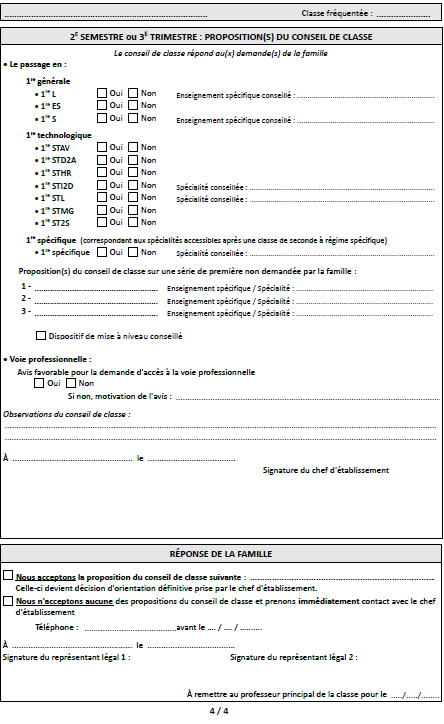 ................................................................................ Classe fréquentée : .....................
2E SEMESTRE ou 3E TRIMESTRE : PROPOSITION(S) DU CONSEIL DE CLASSE
Le conseil de classe répond au(x) demande(s) de la famille
• Le passage en :
1re générale
• 1re L Oui Non Enseignement spécifique conseillé : ........................................
• 1re ES Oui Non
• 1re S Oui Non Enseignement spécifique conseillé : ........................................
1re technologique
• 1re STAV Oui Non
• 1re STD2A Oui Non
• 1re STHR Oui Non
• 1re STI2D Oui Non Spécialité conseillée : ........................................
• 1re STL Oui Non Spécialité conseillée : ........................................
• 1re STMG Oui Non
• 1re ST2S Oui Non
1re spécifique (correspondant aux spécialités accessibles après une classe de seconde à régime spécifique)
• 1re spécifique Oui Non Spécialité conseillée : ........................................
Proposition(s) du conseil de classe sur une série de première non demandée par la famille :
1 - ........................................ Enseignement spécifique / Spécialité : ........................................
2 - ........................................ Enseignement spécifique / Spécialité : ........................................
3 - ........................................ Enseignement spécifique / Spécialité : ........................................
Dispositif de mise à niveau conseillé
• Voie professionnelle :
Avis favorable pour la demande d'accès à la voie professionnelle
Oui Non
Si non, motivation de l'avis : ........................................
Observations du conseil de classe :
................................................................................
................................................................................
À ........................................ le ..............................
Signature du chef d'établissement
RÉPONSE DE LA FAMILLE
Nous acceptons la proposition du conseil de classe suivante : ........................................
Celle-ci devient décision d'orientation définitive prise par le chef d'établissement.
Nous n'acceptons aucune des propositions du conseil de classe et prenons immédiatement contact avec le chef
d'établissement
Téléphone : ..............................avant le .... / .... / .........
À ........................................ le ..............................
Signature du représentant légal 1 : Signature du représentant légal 2 :
À remettre au professeur principal de la classe pour le ...../...../.......
4 / 4